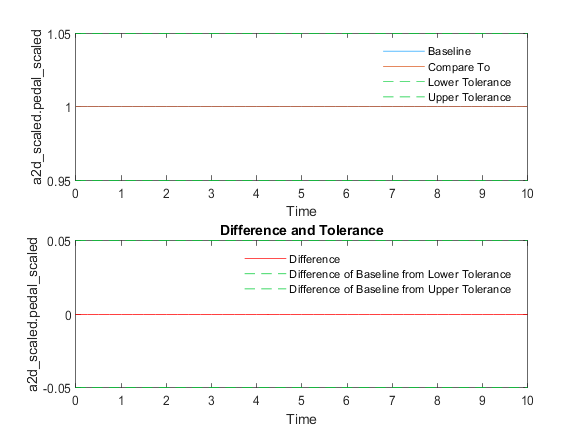 1.05
1
0.95
a2d_scaled.pedal_scaled
Baseline
Compare To
Lower Tolerance
Upper Tolerance
0 1 2 3 4 5 6 7 8 9 10
Time
Difference and Tolerance
0.05
0
-0.05
a2d_scaled.pedal_scaled
Difference
Difference of Baseline from Lower Tolerance
Difference of Baseline from Upper Tolerance
0 1 2 3 4 5 6 7 8 9 10
Time